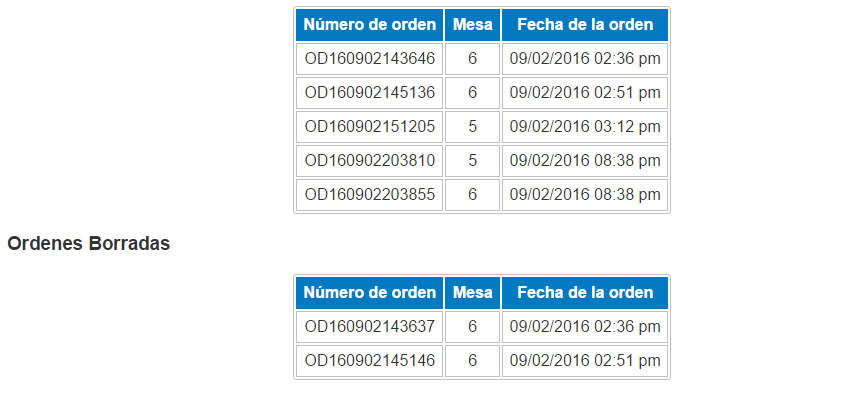 Número de orden Mesa Fecha de la orden
OD160902143646 6 09/02/2016 02:36 pm
OD160902145136 6 09/02/2016 02:51 pm
OD160902151205 5 09/02/2016 03:12 pm
OD160902203810 5 09/02/2016 08:38 pm
OD160902203855 6 09/02/2016 08:38 pm
Ordenes Borradas
Número de orden Mesa Fecha de la orden
OD160902143637 6 09/02/2016 02:36 pm
OD160902145146 6 09/02/2016 02:51 pm